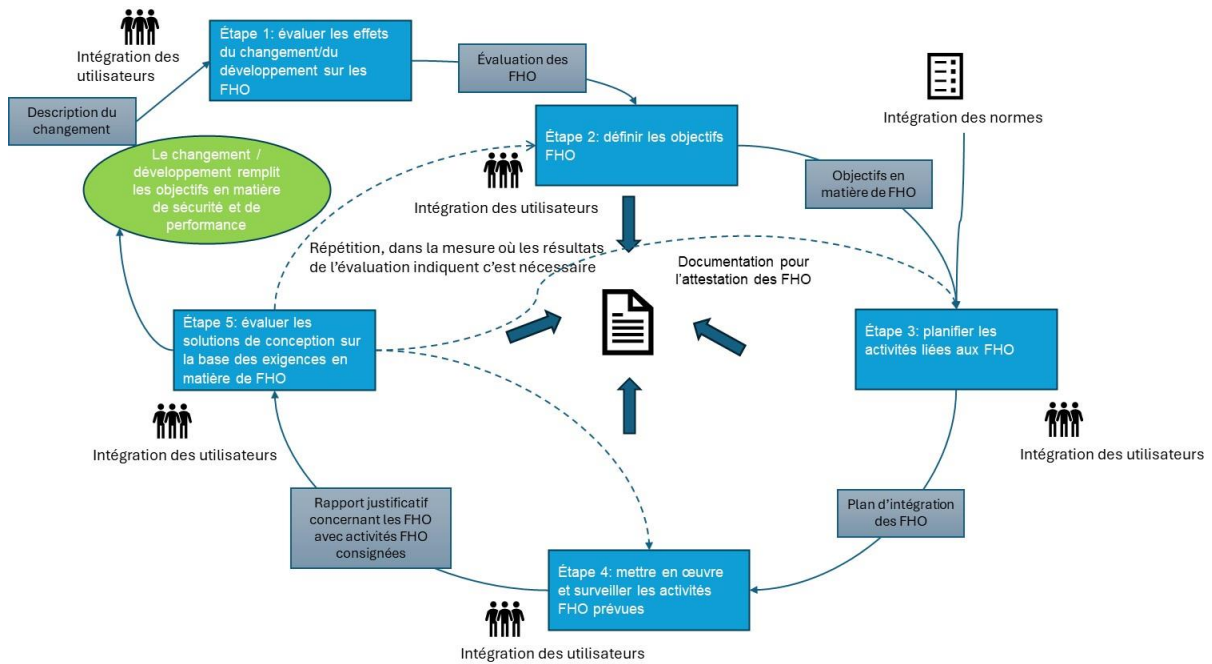 Intégration des
utilisateurs
Étape 1: évaluer les effets
du changement/du
développement sur les
FHO
Évaluation des
FHO
Description du
changement
Intégration des normes
Étape 2: définir les objectifs
FHO
Intégration des utilisateurs
Objectifs en
matière de FHO
Le changement /
développement remplit
les objectifs en matière
de sécurité et de
performance
Répétition, dans la mesure où les résultats
de l’évaluation indiquent c’est nécessaire
Documentation pour
l’attestation des FHO
Étape 5: évaluer les
solutions de conception sur
la base des exigences en
matière de FHO
Intégration des utilisateurs
Étape 3: planifier les
activités liées aux FHO
Intégration des utilisateurs
Rapport justificatif
concernant les FHO
avec activités FHO
consignées
Plan d’intégration
des FHO
Étape 4: mettre en œuvre
et surveiller les activités
FHO prévues
Intégration des utilisateurs